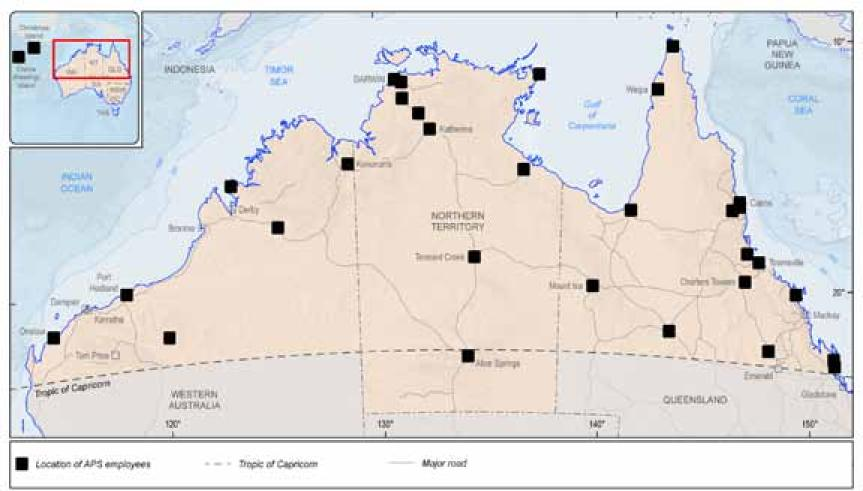 Christmas
Island
Island
NT
QLD
WA
SA
NSW
TAS
INDONESIA
TIMOR
SEA
DARWIN
Katherine
Gulf
of
Carpentaria
Weipa
PAPUA
NEW
GUINEA
10°
CORAL
SEA
INDIAN
OCEAN
Kununurra
Derby
Broome
NORTHERN
TERRITORY
Cairns
Tennant Creek
Mount Isa
Charters Towers
Townsville
20°
Port
Hedland
Dampier
Karratha
Onslow
Tom Price
Mackay
Alice Springs
Emerald
Gladstone
Tropic of Capricorn
WESTERN
AUSTRALIA
QUEENSLAND
120°
130°
140°
150°
Location of APS employees
Tropic of Capricorn
Major road